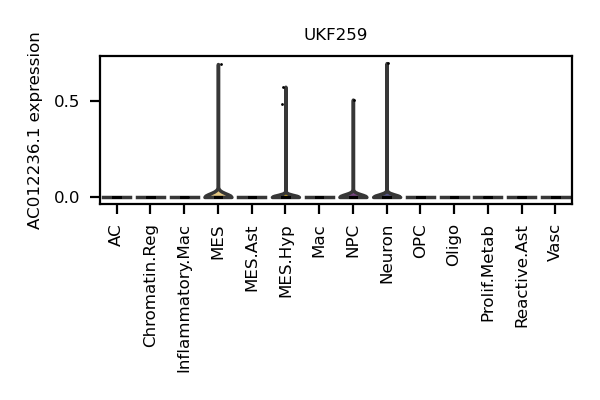 UKF259
AC012236.1 expression
0.5
0.0
AC
Chromatin.Reg
Inflammatory.Mac
MES
MES.Ast
MES.Hyp
Mac
NPC
Neuron
OPC
Oligo
Prolif.Metab
Reactive.Ast
Vasc